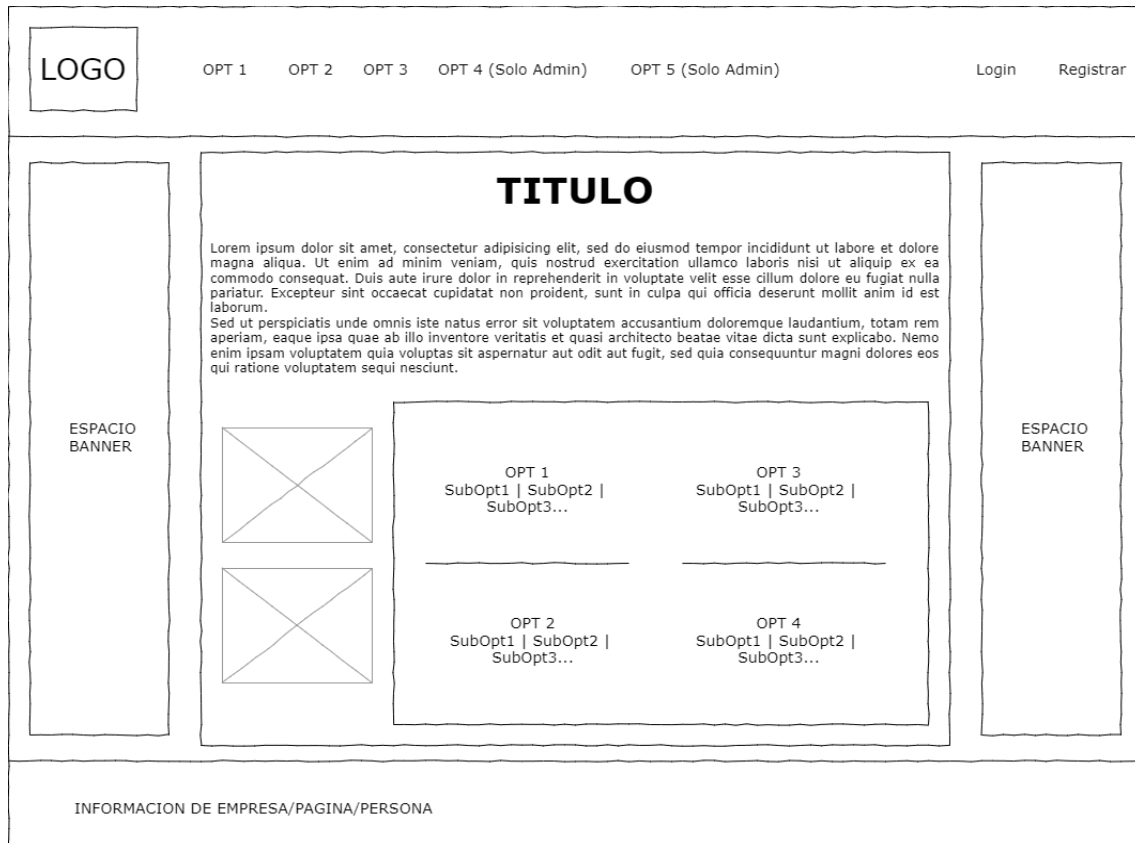 LOGO
OPT 1
OPT 2
OPT 3
OPT 4 (Solo Admin)
OPT 5 (Solo Admin)
Login
Registrar
ESPACIO
BANNER
TITULO
Lorem ipsum dolor sit amet, consectetur adipisicing elit, sed do eiusmod tempor incididunt ut labore et dolore
magna aliqua. Ut enim ad minim veniam, quis nostrud exercitation ullamco laboris nisi ut aliquip ex ea
commodo consequat. Duis aute irure dolor in reprehenderit in voluptate velit esse cillum dolore eu fugiat nulla
pariatur. Excepteur sint occaecat cupidatat non proident, sunt in culpa qui officia deserunt mollit anim id est
laborum.
Sed ut perspiciatis unde omnis iste natus error sit voluptatem accusantium doloremque laudantium, totam rem
aperiam, eaque ipsa quae ab illo inventore veritatis et quasi architecto beatae vitae dicta sunt explicabo. Nemo
enim ipsam voluptatem quia voluptas sit aspernatur aut odit aut fugit, sed quia consequuntur magni dolores eos
qui ratione voluptatem sequi nesciunt.
OPT 1
SubOpt1 | SubOpt2 |
SubOpt3...
OPT 3
SubOpt1 | SubOpt2 |
SubOpt3...
OPT 2
SubOpt1 | SubOpt2 |
SubOpt3...
OPT 4
SubOpt1 | SubOpt2 |
SubOpt3...
ESPACIO
BANNER
INFORMACION DE EMPRESA/PAGINA/PERSONA